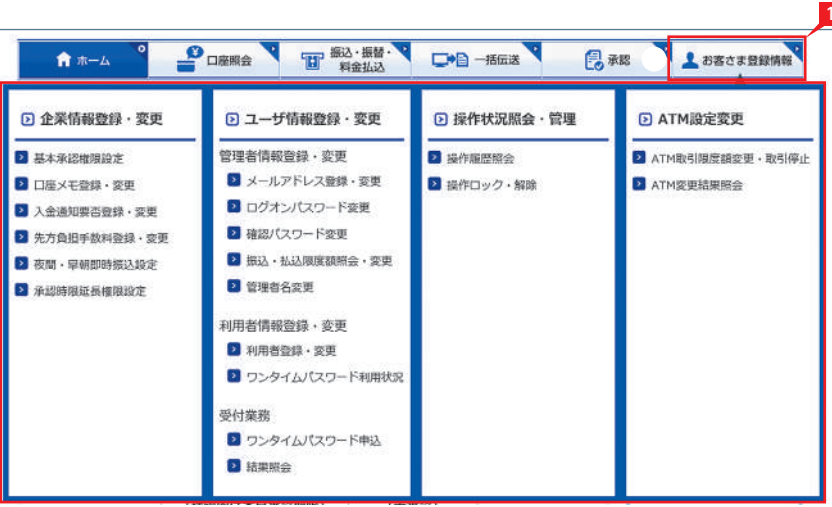 1
ホーム
口座照会
振込・振替・
料金払込
一括伝送
承認
お客さま登録情報
企業情報登録・変更
基本承認権限設定
口座メモ登録・変更
入金通知要否登録・変更
先方負担手数料登録・変更
夜間・早朝即時振込設定
承認時限延長権限設定
ユーザ情報登録・変更
管理者情報登録・変更
メールアドレス登録・変更
ログオンパスワード変更
確認パスワード変更
振込・払込限度額照会・変更
管理者名変更
利用者情報登録・変更
利用者登録・変更
ワンタイムパスワード利用状況
受付業務
ワンタイムパスワード申込
結果照会
操作状況照会・管理
操作履歴照会
操作ロック・解除
ATM設定変更
ATM取引限度額変更・取引停止
ATM変更結果照会